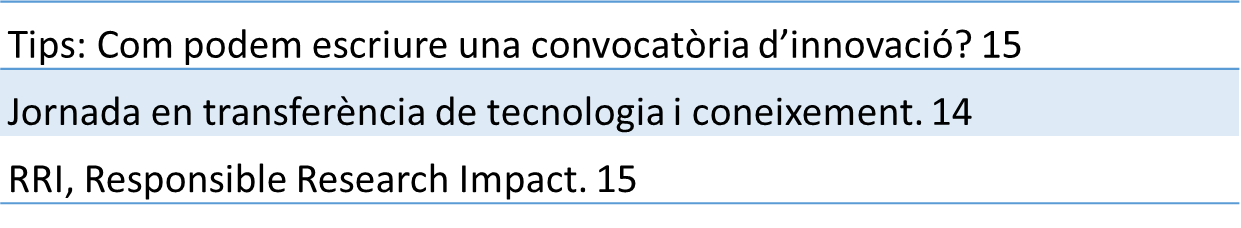 Tips: Com podem escriure una convocatòria d’innovació? 15
Jornada en transferència de tecnologia i coneixement. 14
RRI, Responsible Research Impact. 15